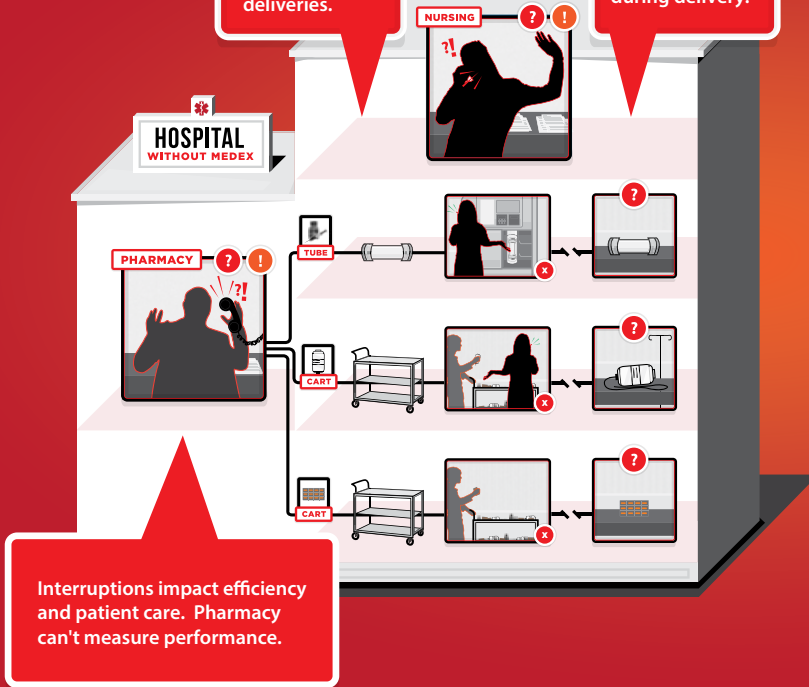 deliveries.
during delivery.
NURSING
?
!
?!
HOSPITAL
WITHOUT MEDEX
?
TUBE
x
PHARMACY
?
!
?!
?
CART
x
?
CART
x
Interruptions impact efficiency
and patient care.  Pharmacy
can't measure performance.